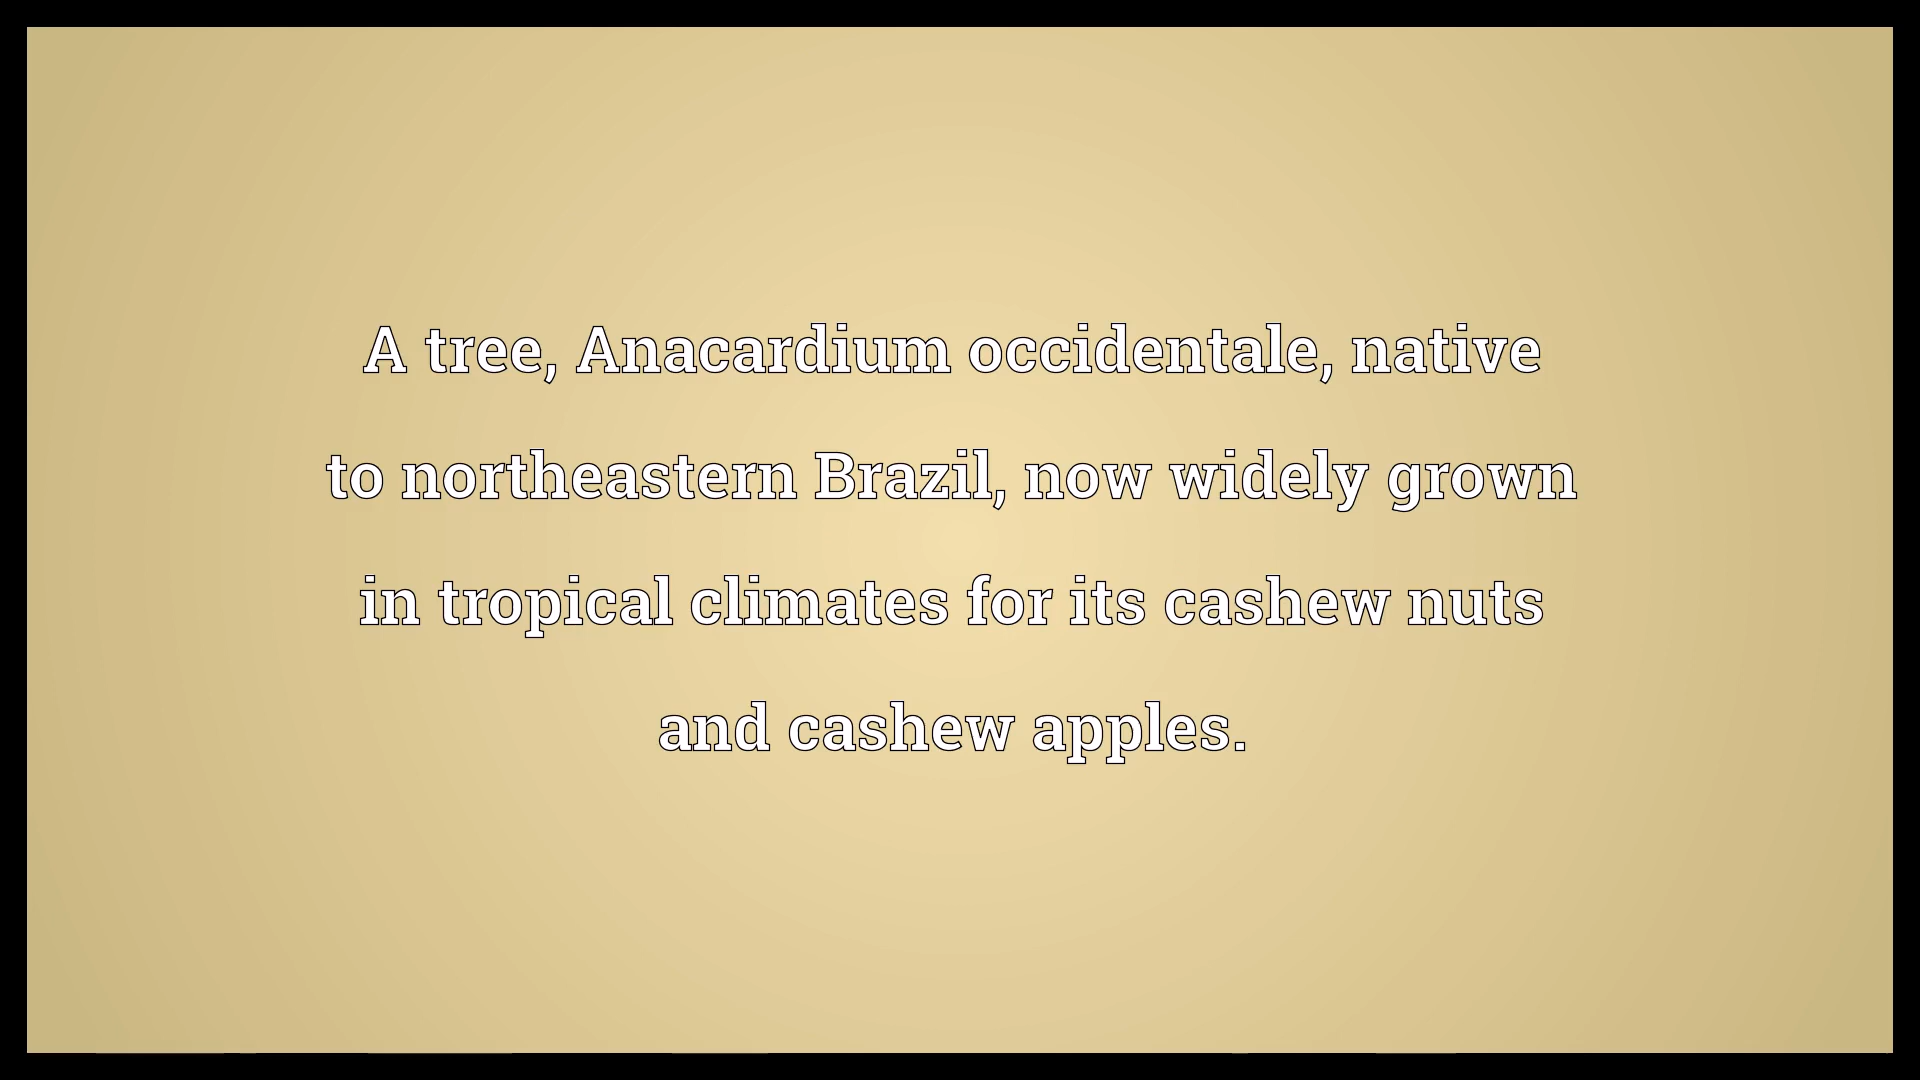 A tree, Anacardium occidentale, native
to northeastern Brazil, now widely grown
in tropical climates for its cashew nuts
and cashew apples.